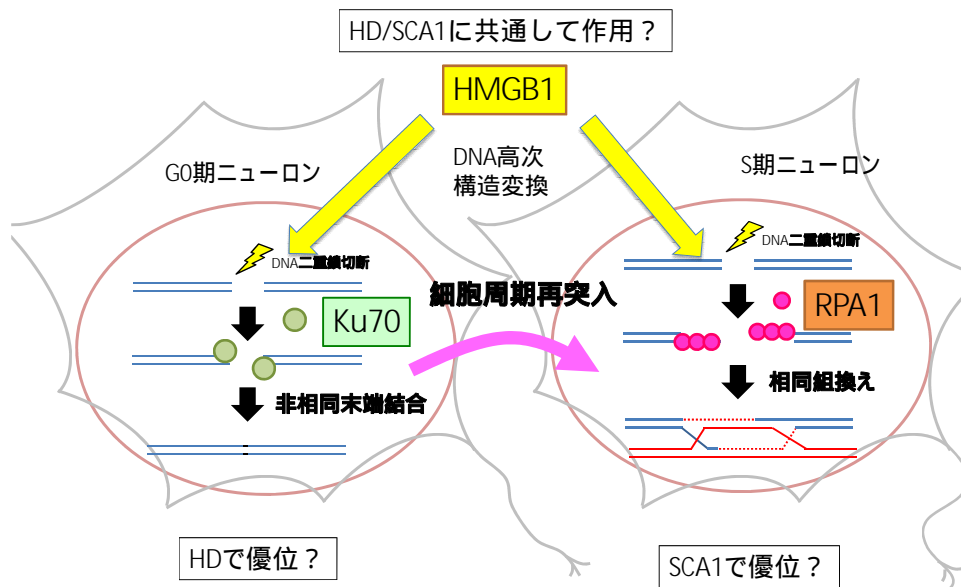 HD/SCA1に共通して作用？
HMGB1
DNA高次
構造変換
G0期ニューロン
S期ニューロン
DNA二重鎖切断
DNA二重鎖切断
細胞周期再突入
Ku70
RPA1
非相同末端結合
相同組換え
HDで優位？
SCA1で優位？